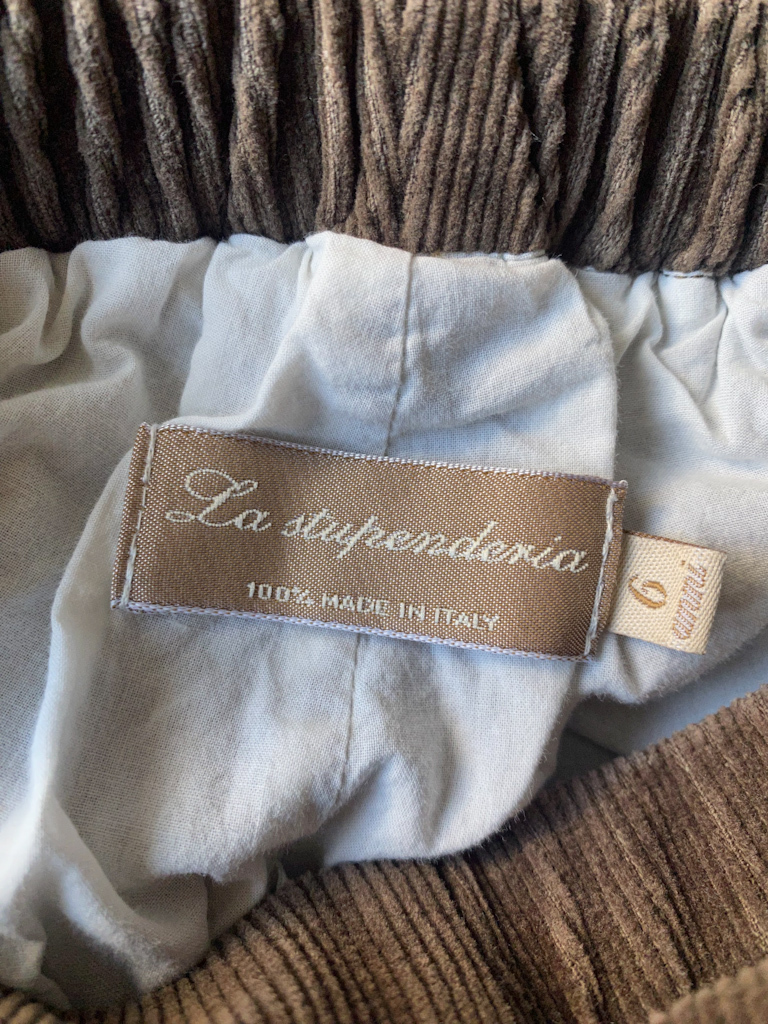 La stupenderia
100% MADE IN ITALY
6
anni